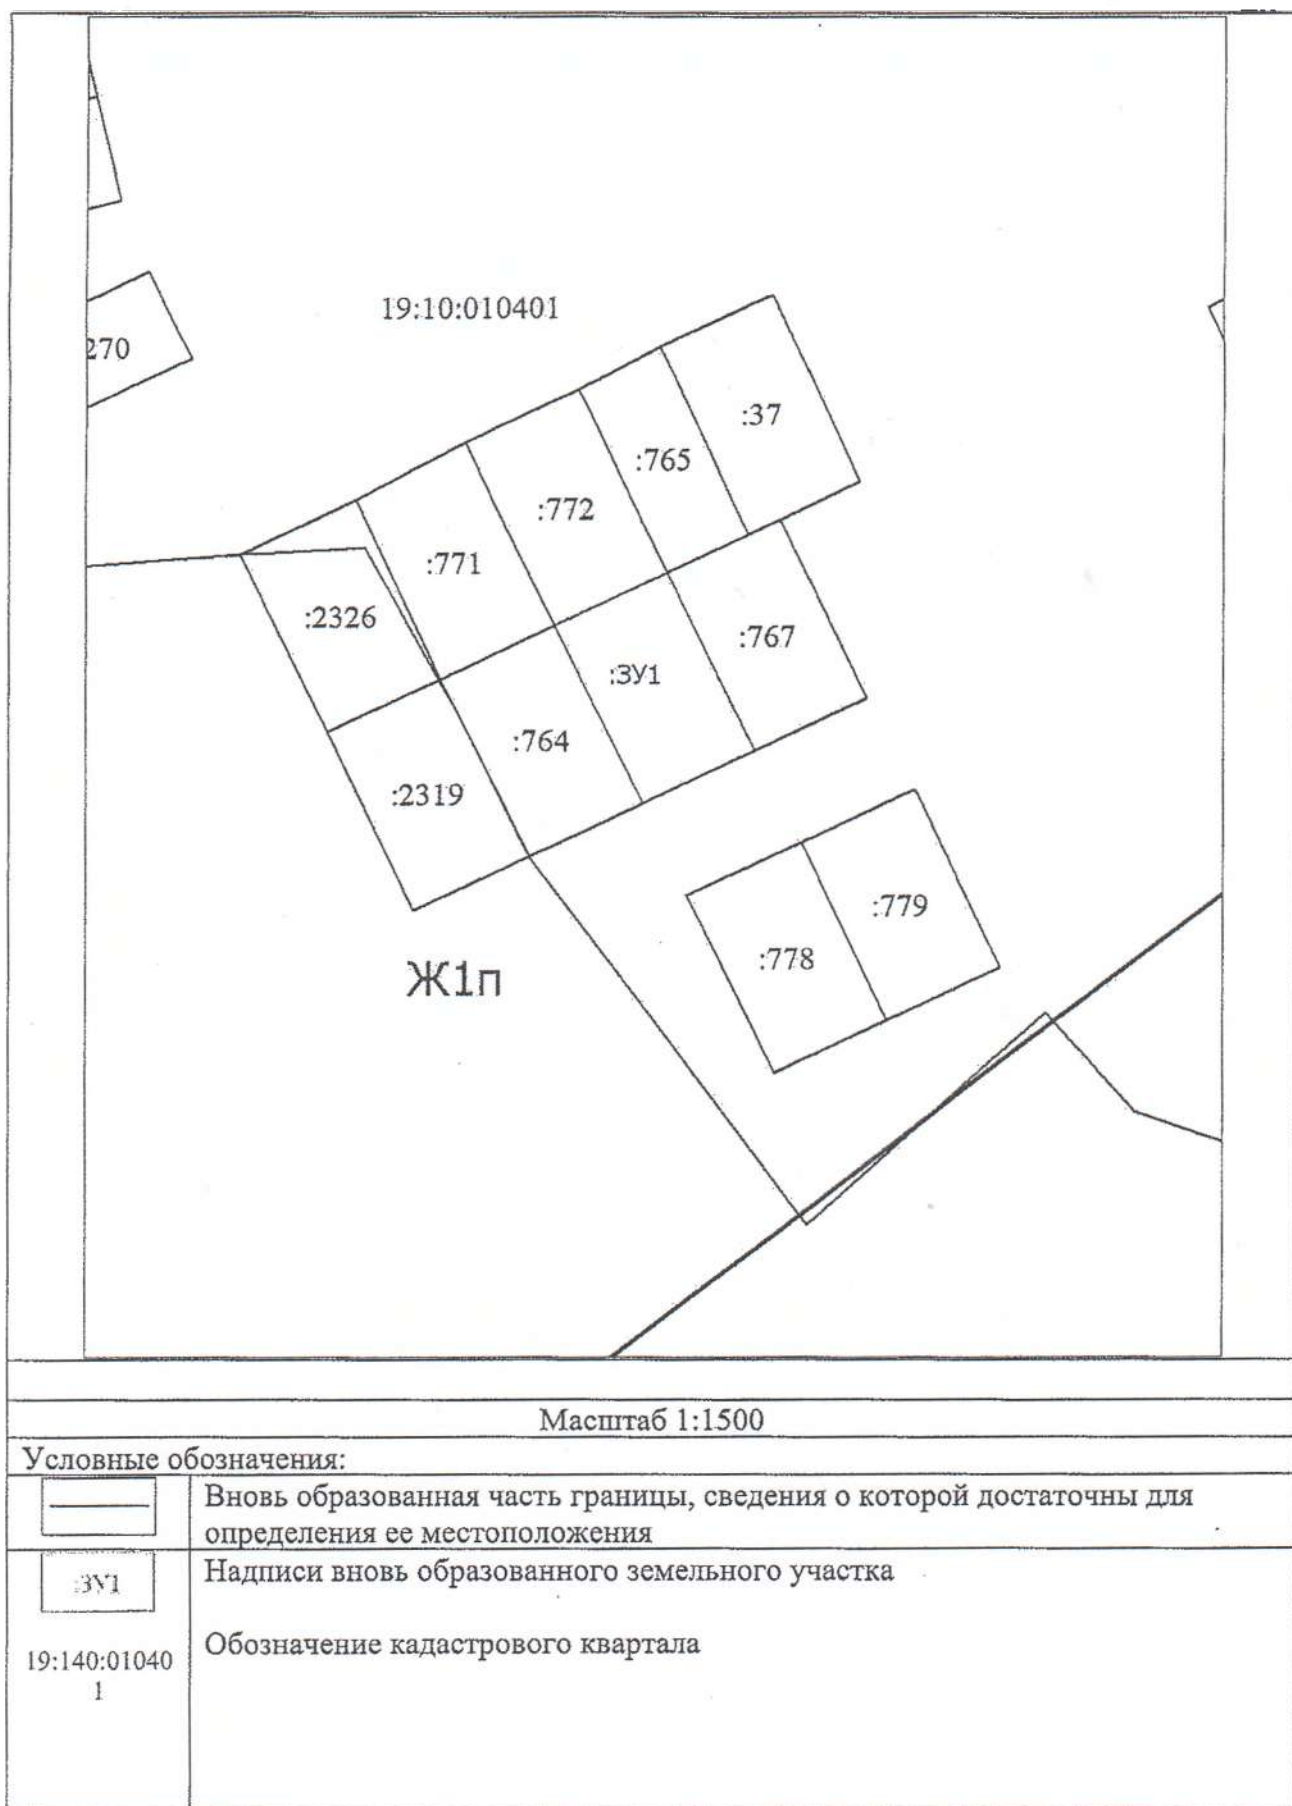 19:10:010401
270
:37
:765
:772
:771
:2326
:767
:ЗУ1
:764
:2319
:779
:778
Ж1п
Масштаб 1:1500
Условные обозначения:
Вновь образованная часть границы, сведения о которой достаточны для
определения ее местоположения
:ЗУ1
Надписи вновь образованного земельного участка
19:140:01040
1
Обозначение кадастрового квартала